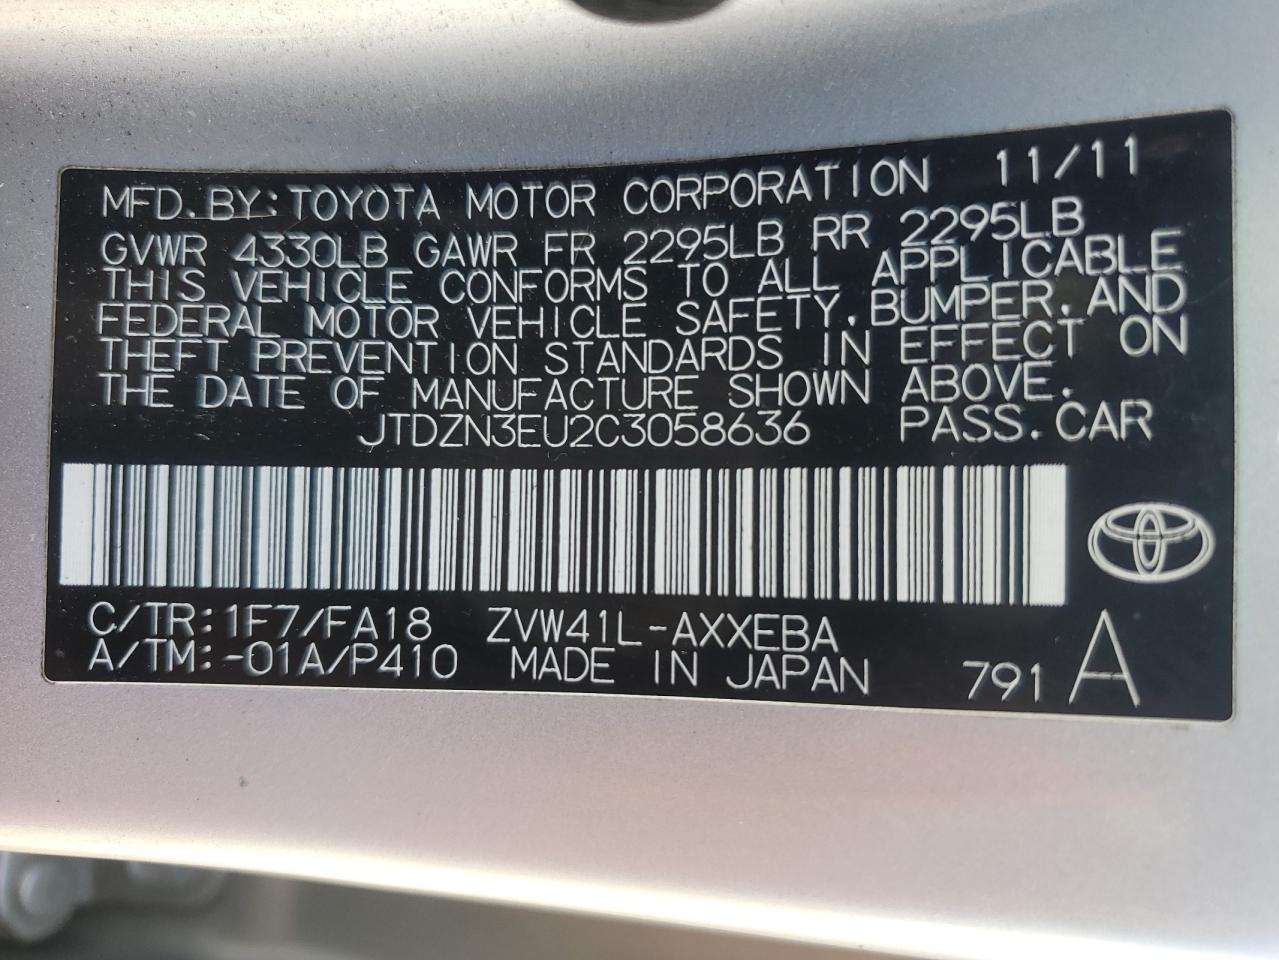 MFD. BY: TOYOTA MOTOR CORPORATION 11/11
GVWR 4330LB GAWR FR 2295LB RR 2295LB
THIS VEHICLE CONFORMS TO ALL APPLICABLE
FEDERAL MOTOR VEHICLE SAFETY, BUMPER, AND
THEFT PREVENTION STANDARDS IN EFFECT ON
THE DATE OF MANUFACTURE SHOWN ABOVE.
JTDZN3EU2C3058636 PASS. CAR
C/TR: 1F7/FA18 ZVW41L-AXXEBA
A/TM: -01A/P410 MADE IN JAPAN 791 A